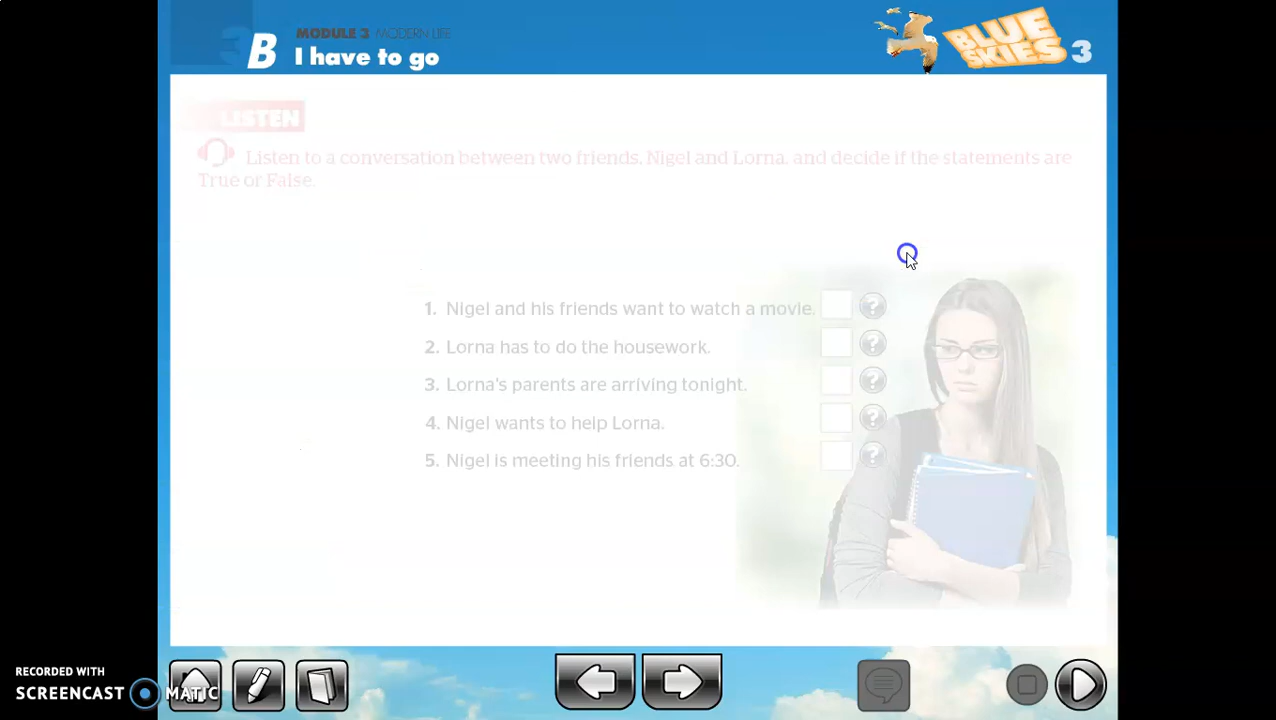 MODULE 3 MODERN LIFE
3B I have to go
BLUE SKIES 3
LISTEN
Listen to a conversation between two friends, Nigel and Lorna, and decide if the statements are
True or False.
1. Nigel and his friends want to watch a movie. ?
2. Lorna has to do the housework. ?
3. Lorna's parents are arriving tonight. ?
4. Nigel wants to help Lorna. ?
5. Nigel is meeting his friends at 6:30. ?
RECORDED WITH
SCREENCAST MATIC